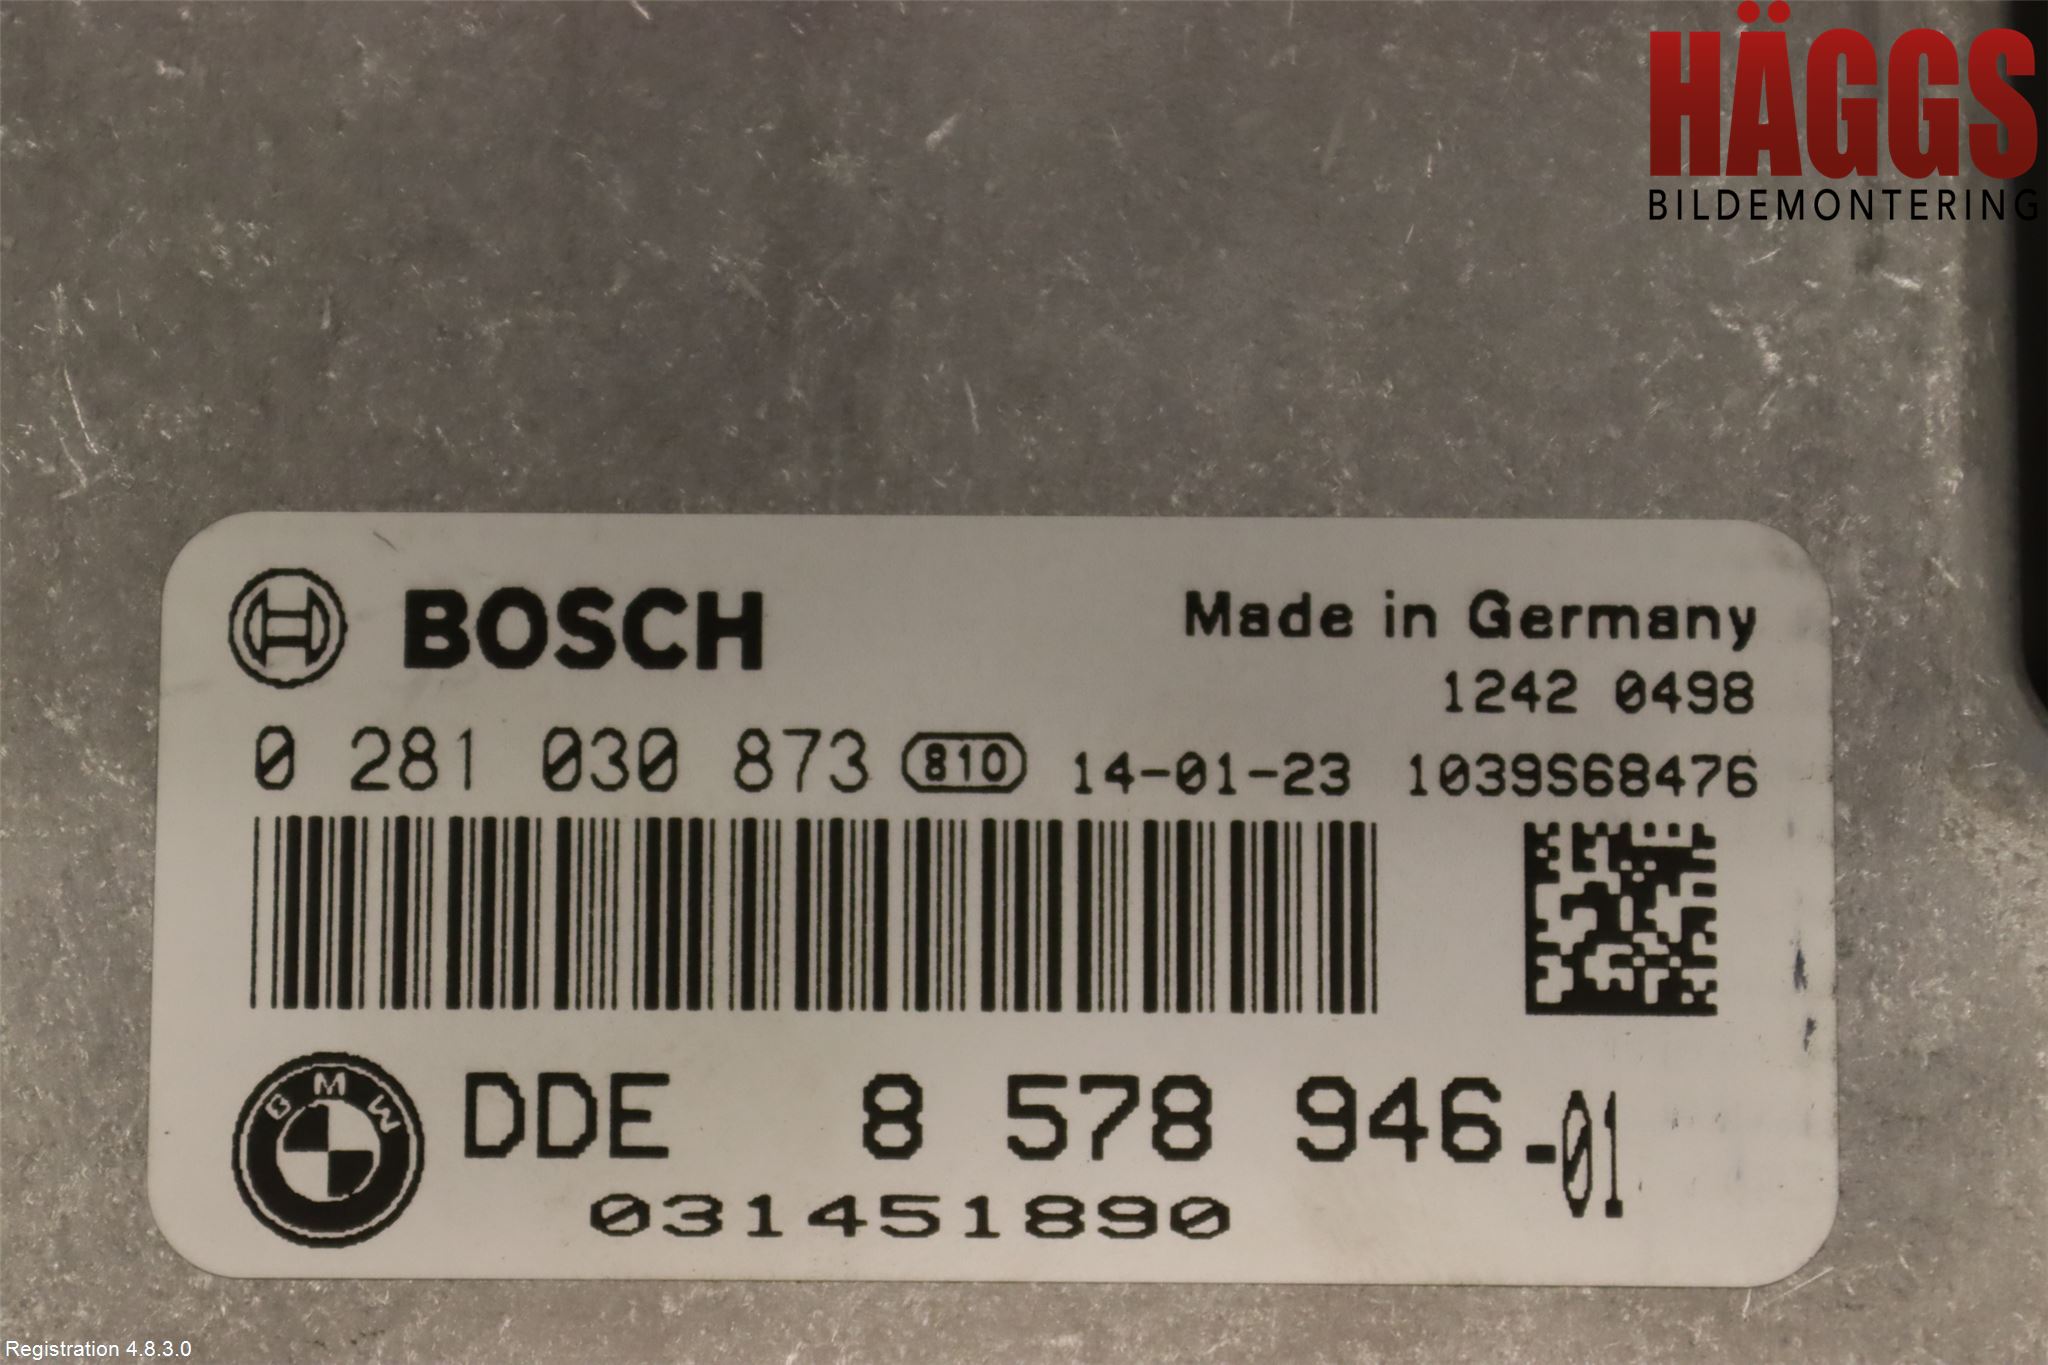 HÄGGS
BILDEMONTERING
BOSCH
Made in Germany
1242 0498
0 281 030 873 810 14-01-23 1039S68476
BMW
DDE 8 578 946-01
031451890
Registration 4.8.3.0